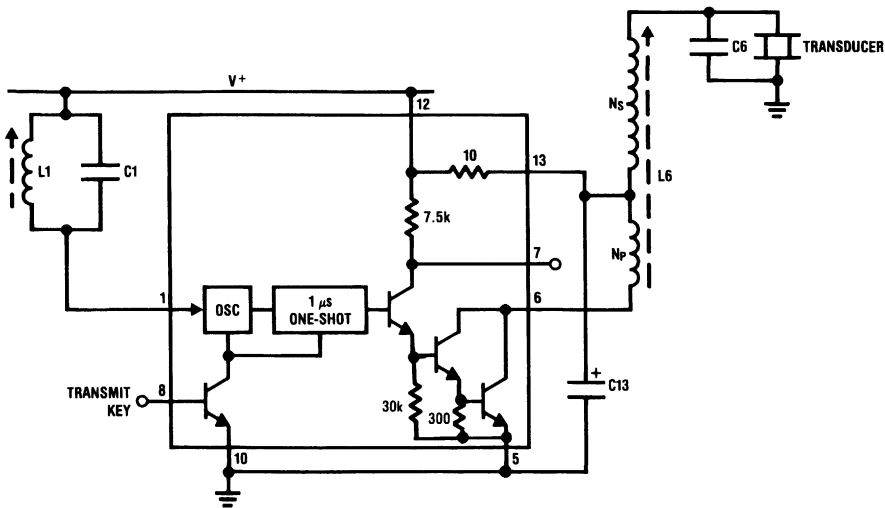 C6
TRANSDUCER
V+
12
NS
L1
C1
10
13
L6
7.5k
7
NP
1
OSC
1 μs
ONE-SHOT
6
TRANSMIT
KEY
8
30k
300
C13
+
10
5